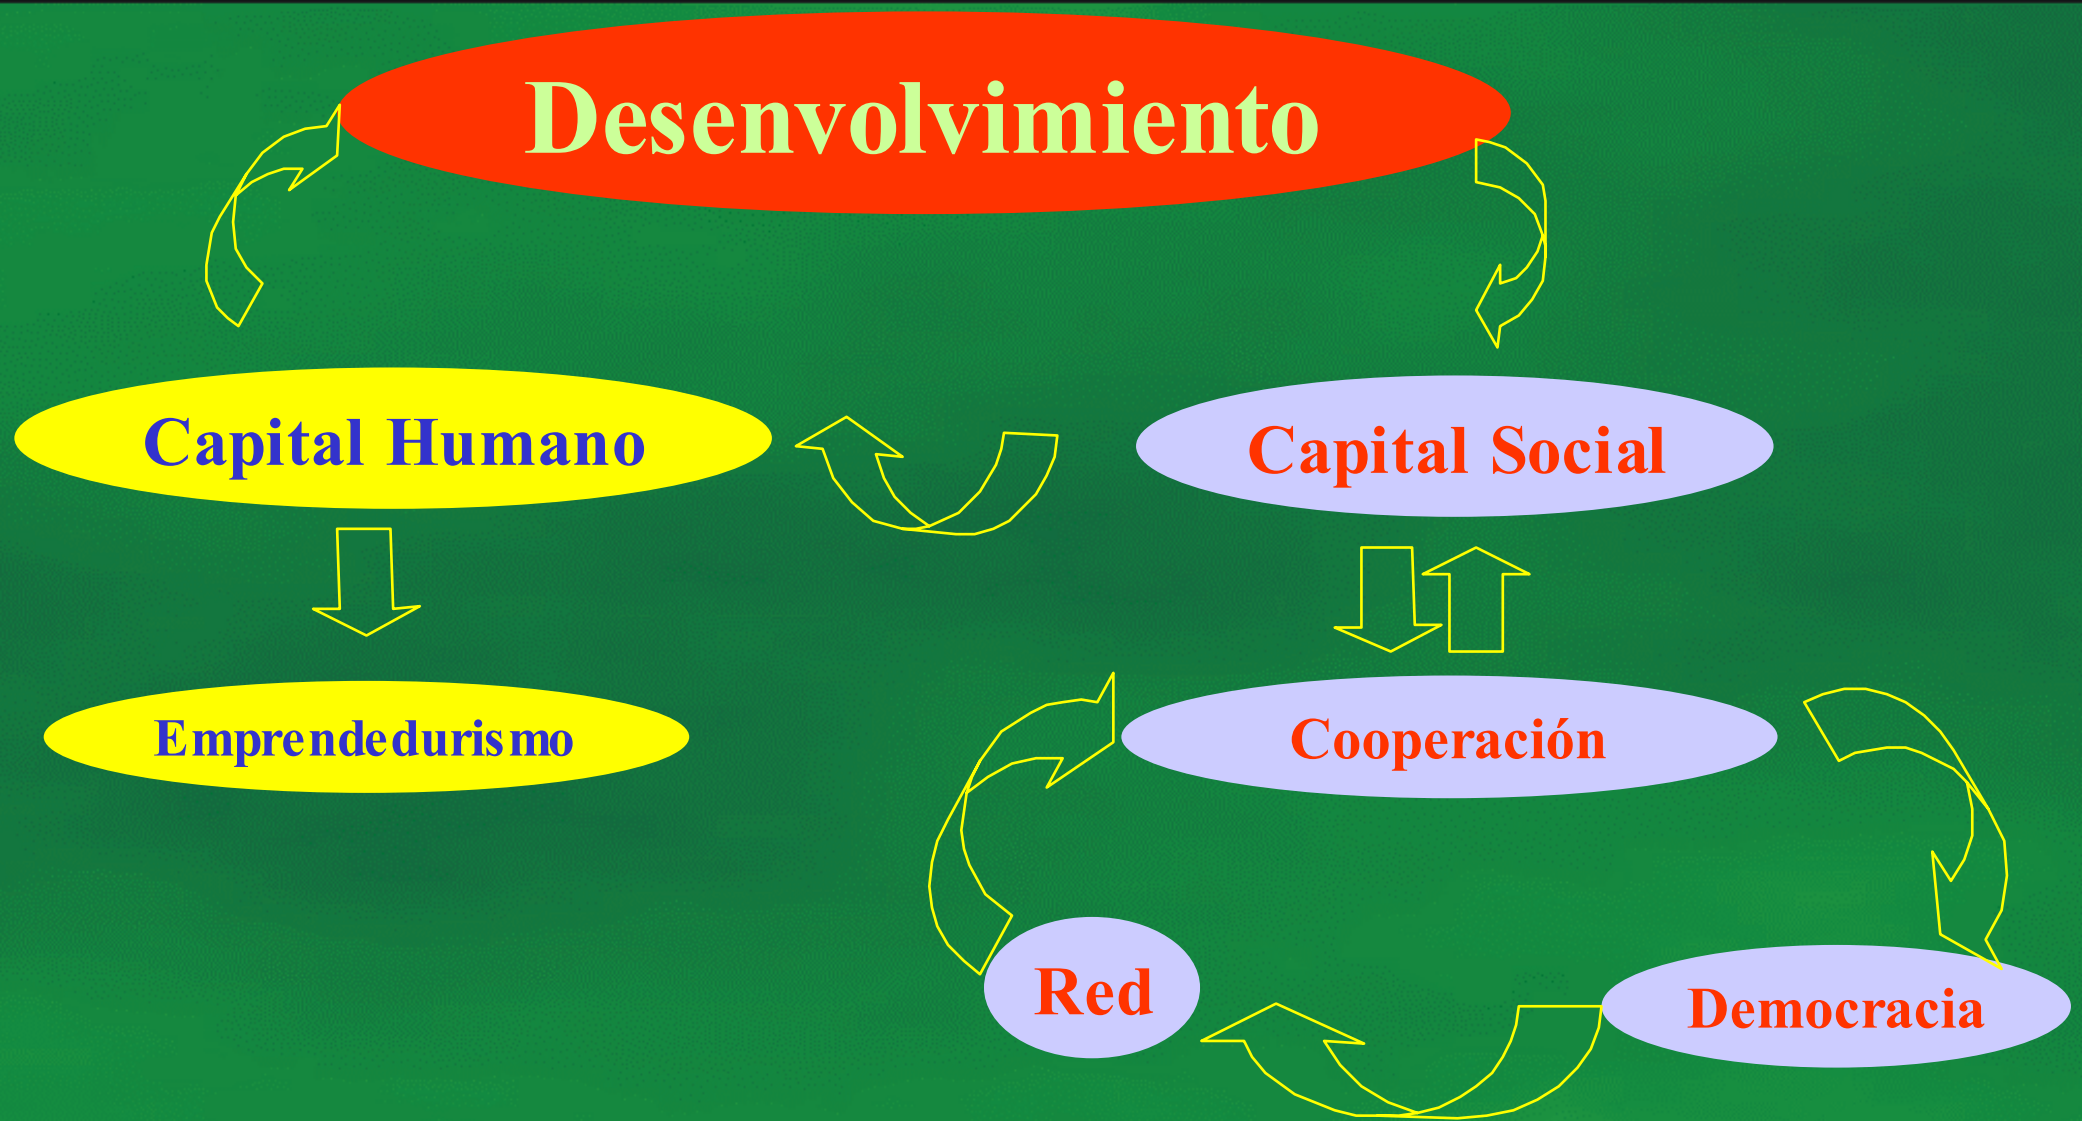 Desenvolvimiento
Capital Humano
Capital Social
Emprendedurismo
Cooperación
Red
Democracia